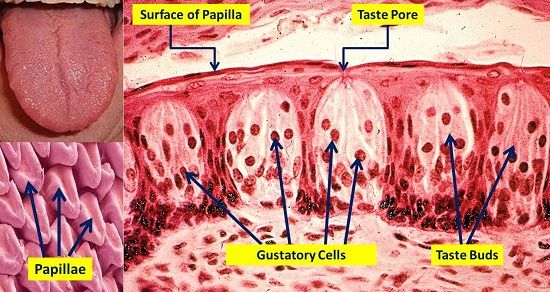 Surface of Papilla
Taste Pore
Papillae
Gustatory Cells
Taste Buds